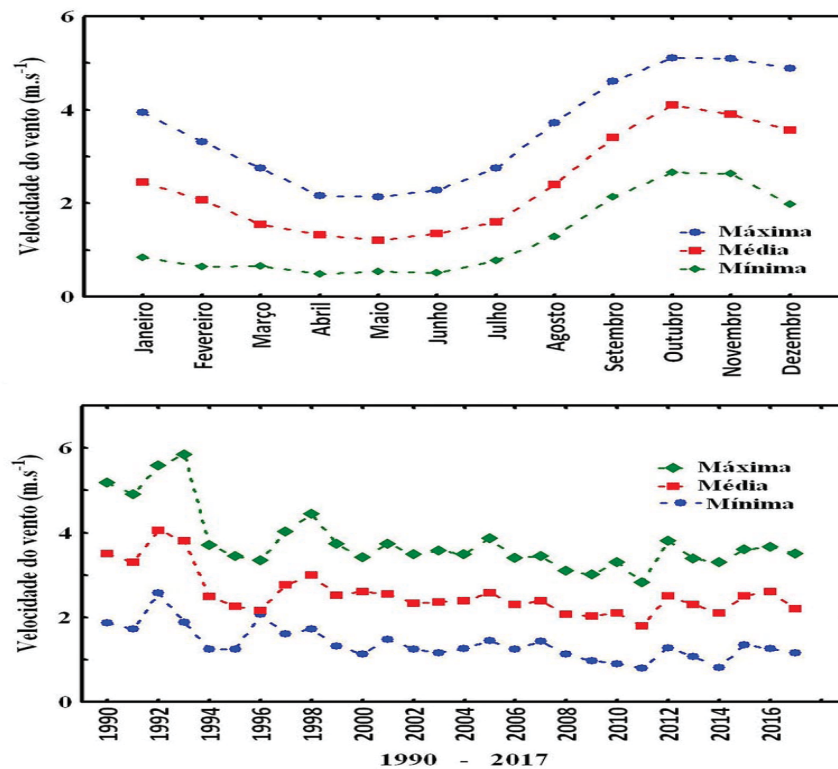 6
4
2
0
Velocidade do vento (m.s-1)
Máxima
Média
Mínima
Janeiro
Fevereiro
Março
Abril
Maio
Junho
Julho
Agosto
Setembro
Outubro
Novembro
Dezembro
6
4
2
0
Velocidade do vento (m.s-1)
Máxima
Média
Mínima
1990
1992
1994
1996
1998
2000
2002
2004
2006
2008
2010
2012
2014
2016
1990 - 2017